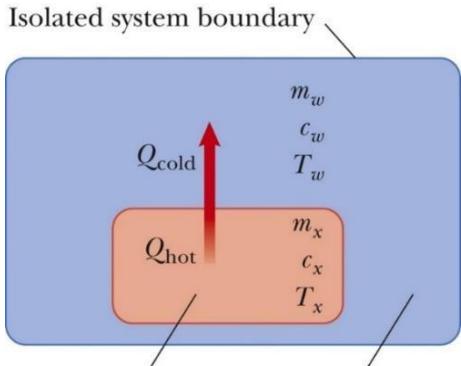 Isolated system boundary
m_w
c_w
Q_cold
T_w
m_x
Q_hot
c_x
T_x